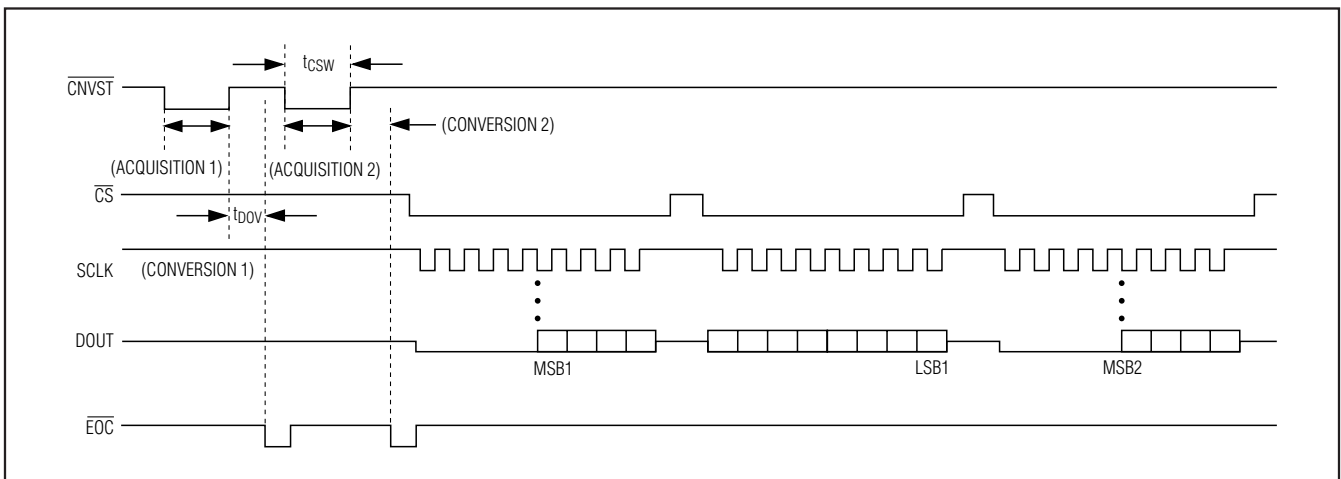 tCSW
CNVST
(CONVERSION 2)
(ACQUISITION 1)
(ACQUISITION 2)
CS
tDOV
(CONVERSION 1)
SCLK
DOUT
MSB1
LSB1
MSB2
EOC